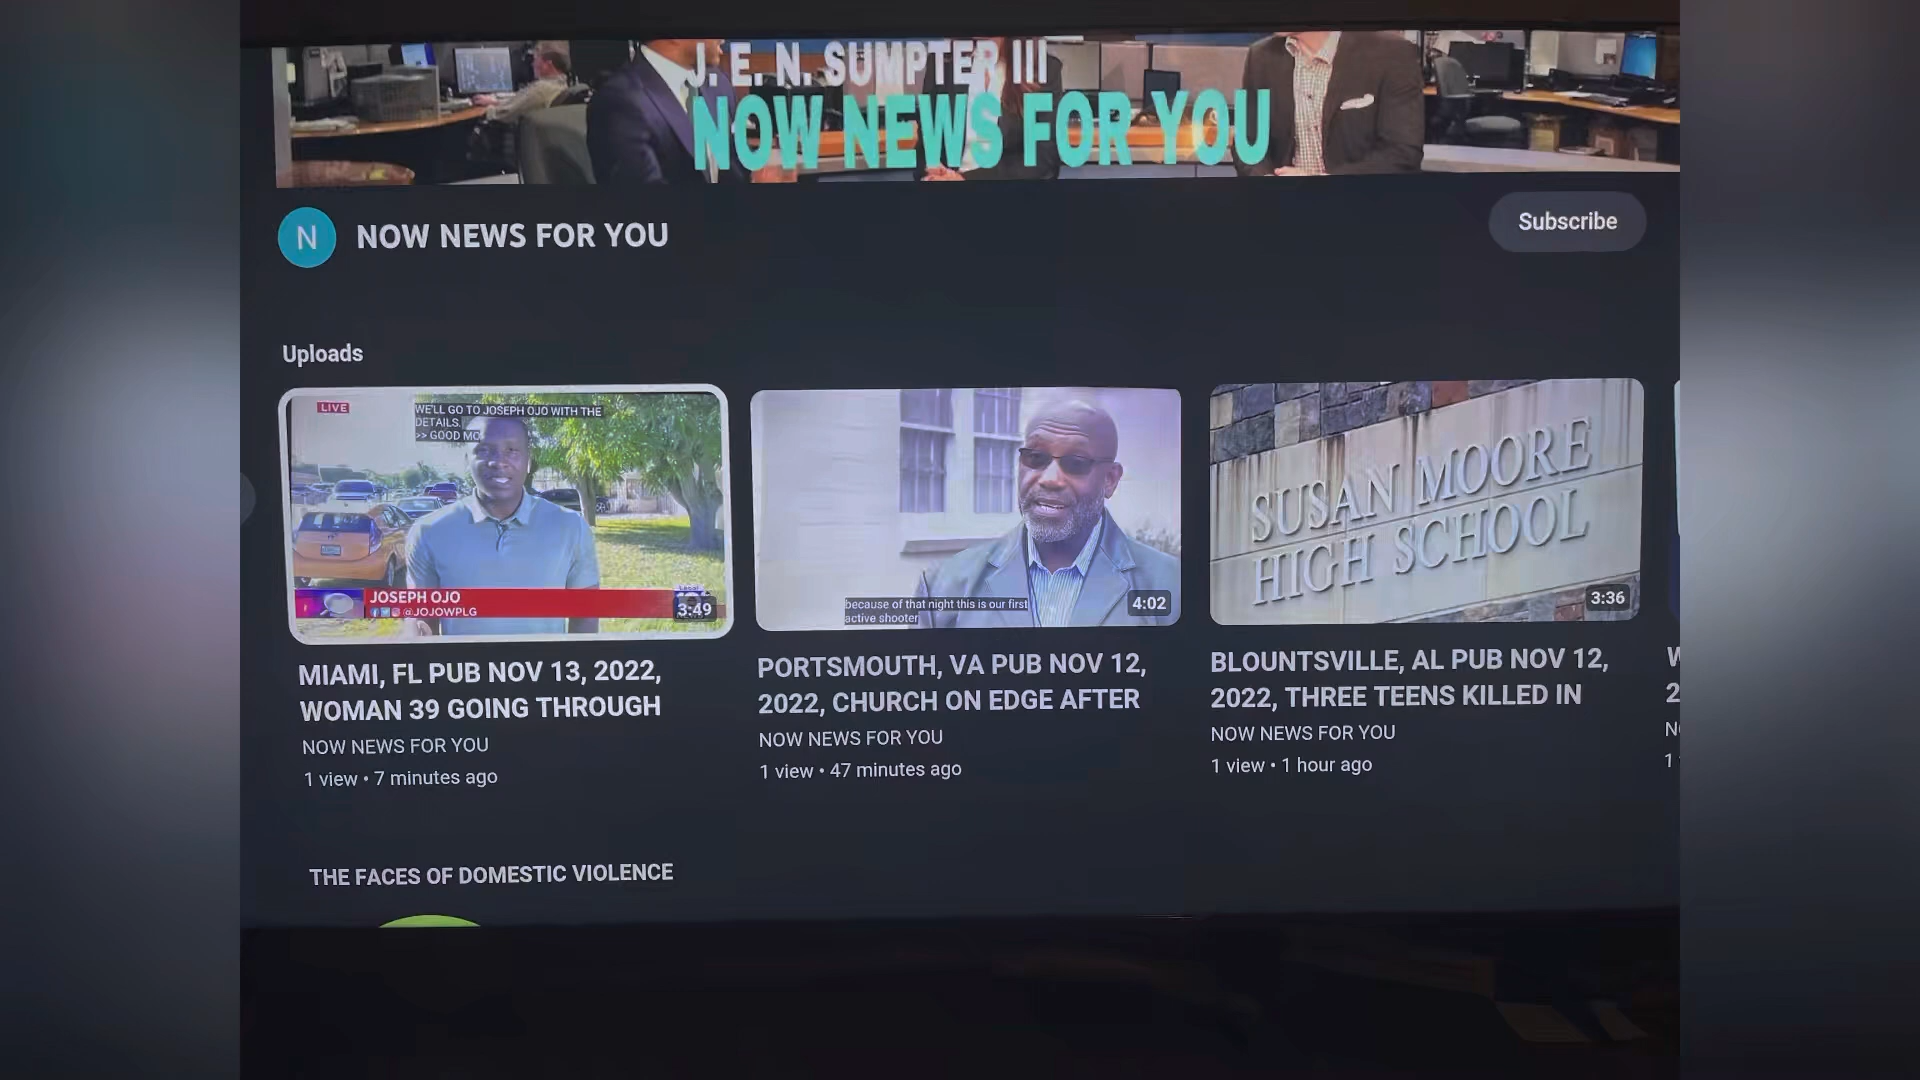 J. E. N. SUMPTER III
NOW NEWS FOR YOU
N
NOW NEWS FOR YOU
Subscribe
Uploads
LIVE
WE'LL GO TO JOSEPH OJO WITH THE
DETAILS.
>> GOOD MO
JOSEPH OJO
@JOJOWPLG
3:49
MIAMI, FL PUB NOV 13, 2022,
WOMAN 39 GOING THROUGH
NOW NEWS FOR YOU
1 view • 7 minutes ago
because of that night this is our first
active shooter
4:02
PORTSMOUTH, VA PUB NOV 12,
2022, CHURCH ON EDGE AFTER
NOW NEWS FOR YOU
1 view • 47 minutes ago
SUSAN MOORE
HIGH SCHOOL
3:36
BLOUNTSVILLE, AL PUB NOV 12,
2022, THREE TEENS KILLED IN
NOW NEWS FOR YOU
1 view • 1 hour ago
THE FACES OF DOMESTIC VIOLENCE